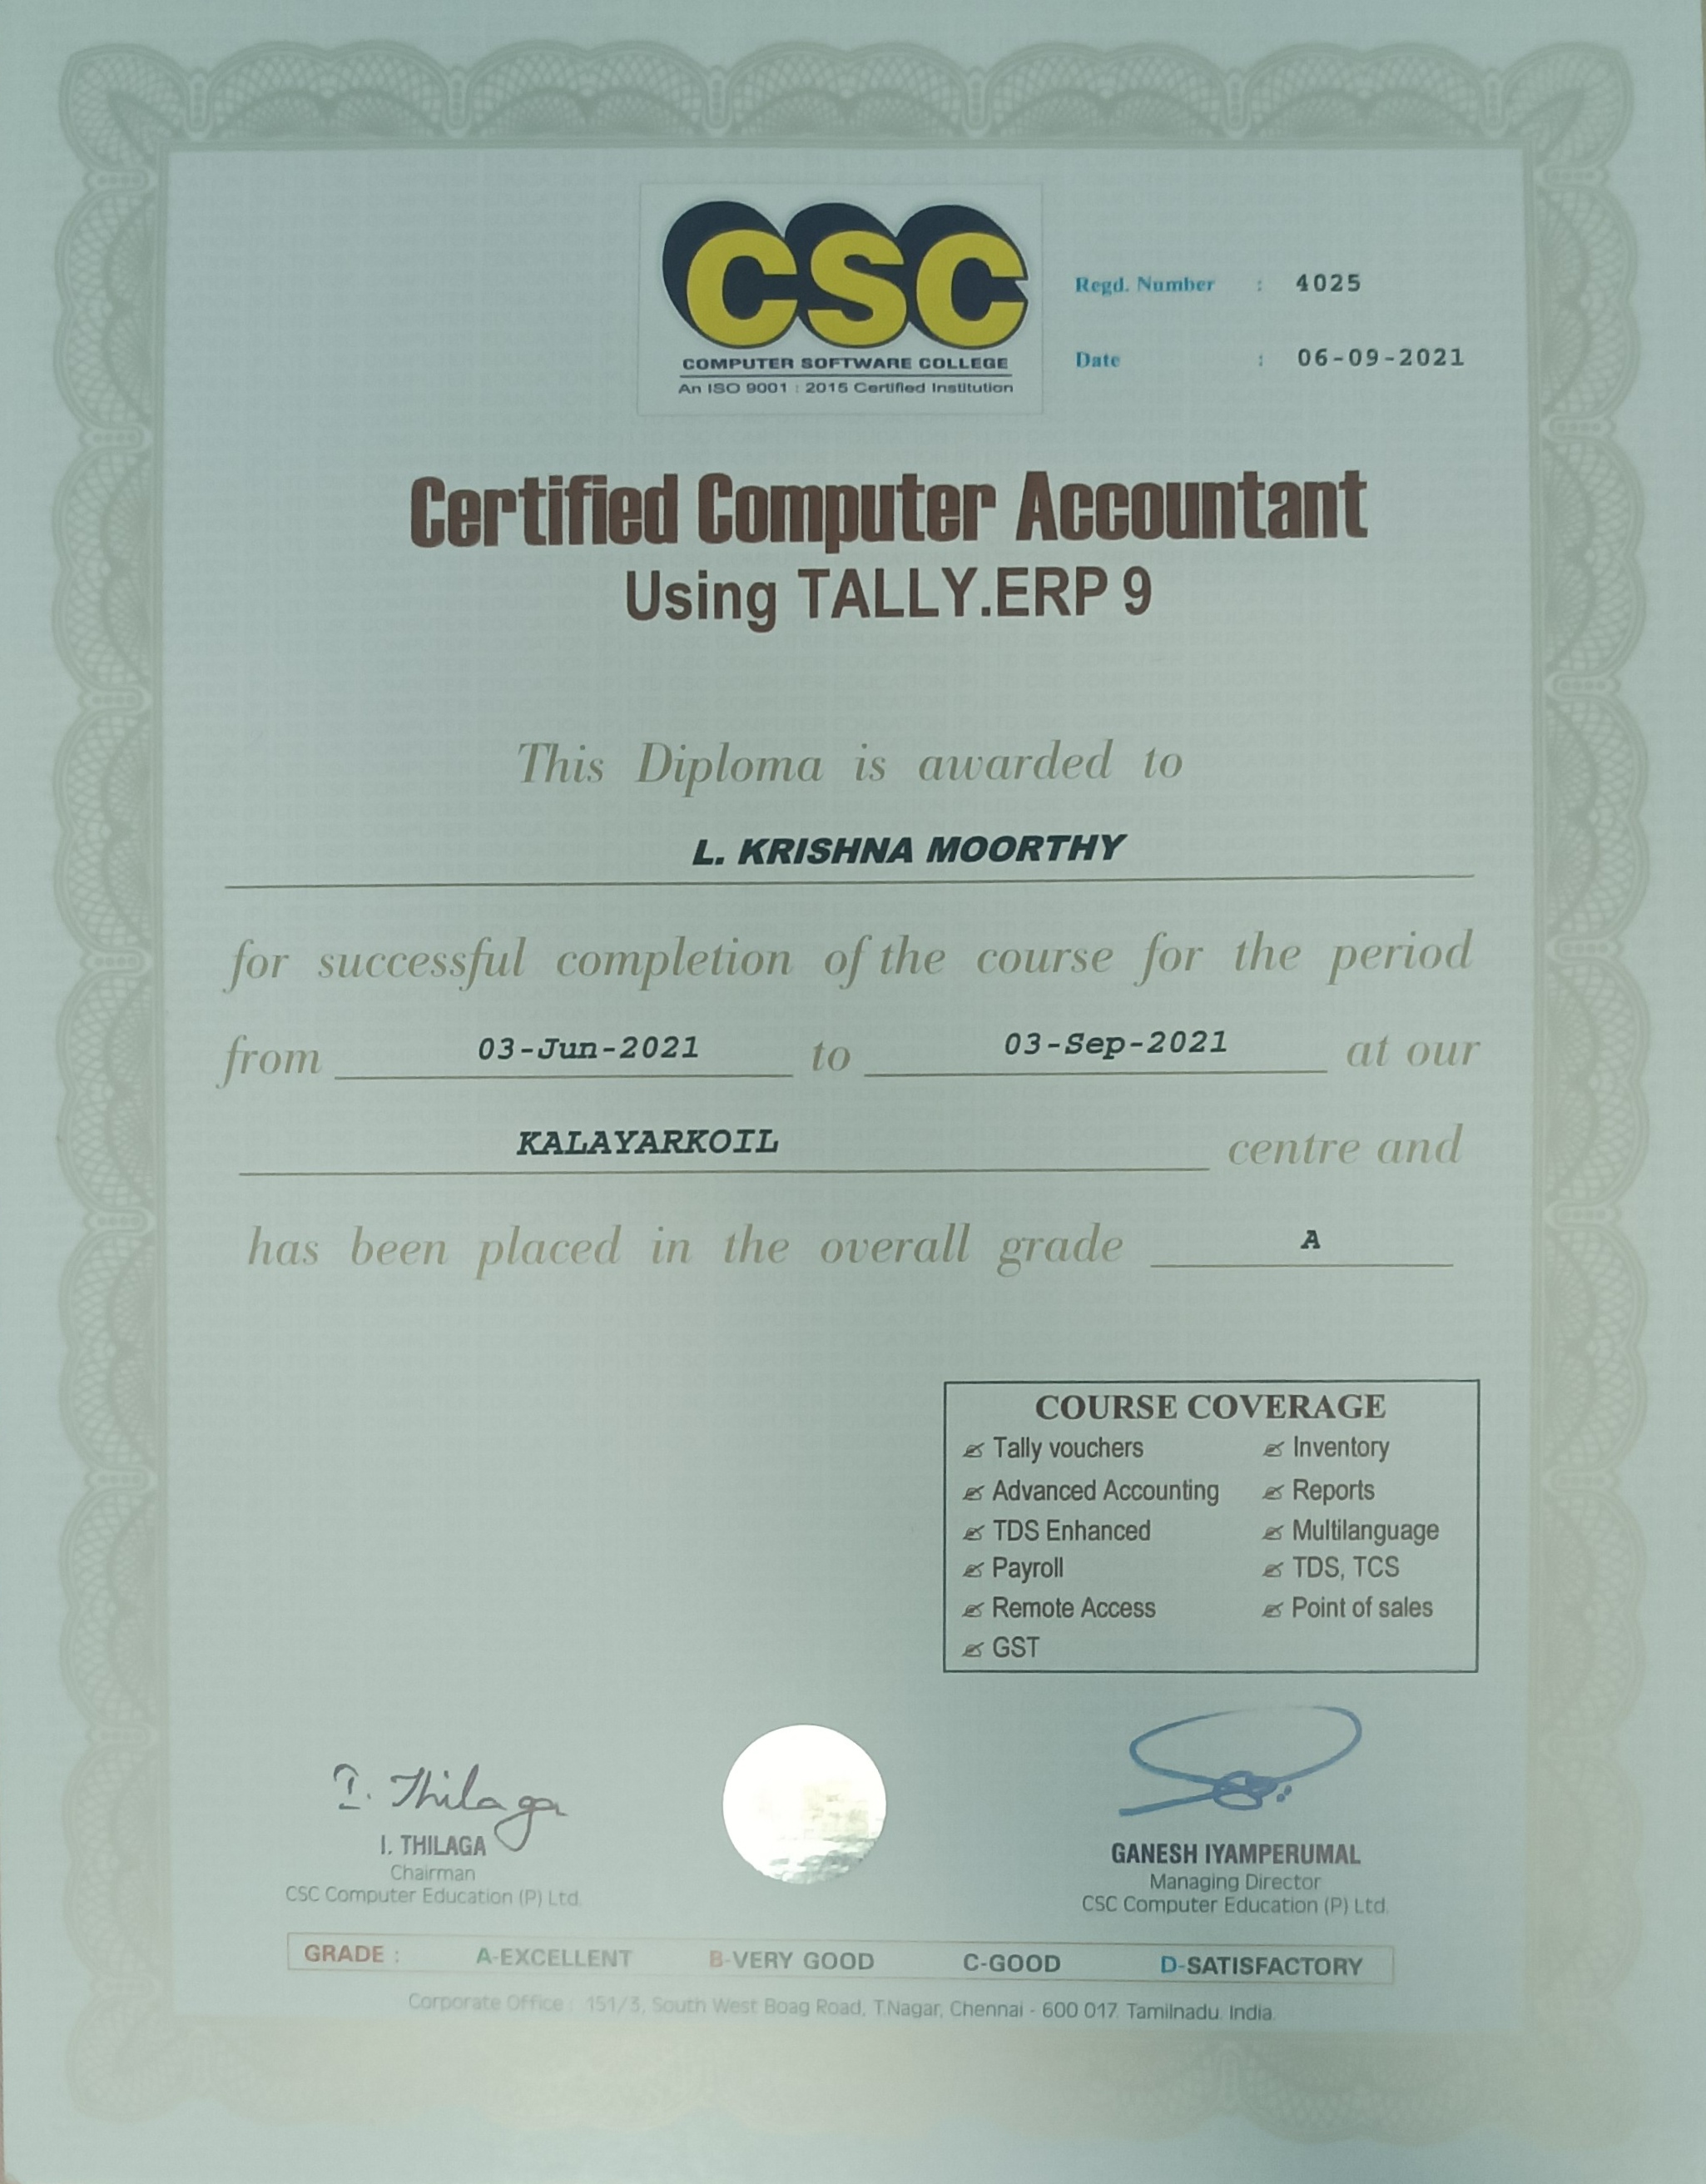 CSC
COMPUTER SOFTWARE COLLEGE
An ISO 9001 : 2015 Certified Institution
Regd. Number : 4025
Date : 06-09-2021
Certified Computer Accountant
Using TALLY.ERP 9
This Diploma is awarded to
L. KRISHNA MOORTHY
for successful completion of the course for the period
from 03-Jun-2021 to 03-Sep-2021 at our
KALAYARKOIL centre and
has been placed in the overall grade A
COURSE COVERAGE
Tally vouchers Inventory
Advanced Accounting Reports
TDS Enhanced Multilanguage
Payroll TDS, TCS
Remote Access Point of sales
GST
I. Thilaga
I. THILAGA
Chairman
CSC Computer Education (P) Ltd.
GANESH IYAMPERUMAL
Managing Director
CSC Computer Education (P) Ltd.
GRADE : A-EXCELLENT B-VERY GOOD C-GOOD D-SATISFACTORY
Corporate Office : 151/3, South West Boag Road, T.Nagar, Chennai - 600 017. Tamilnadu. India.